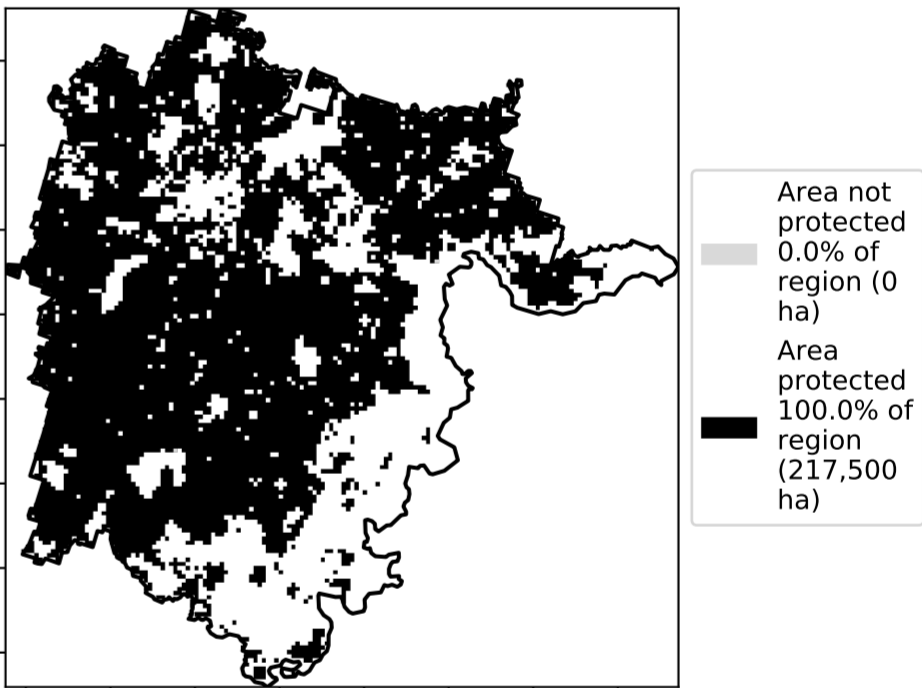 Area not
protected
0.0% of
region (0
ha)
Area
protected
100.0% of
region
(217,500
ha)